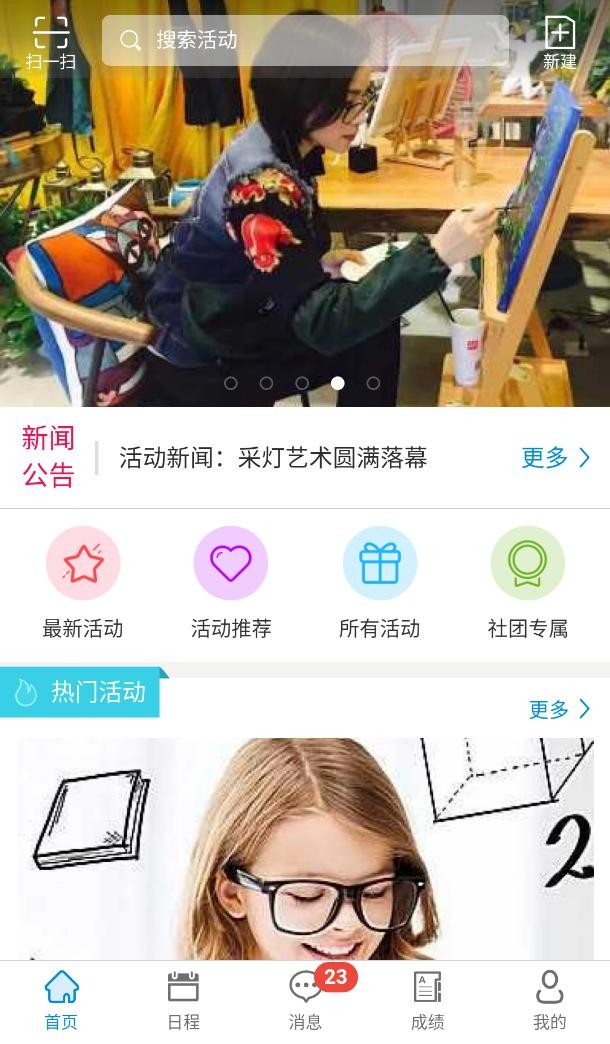 扫一扫
搜索活动
新建
新闻
公告
活动新闻：采灯艺术圆满落幕
更多
最新活动
活动推荐
所有活动
社团专属
热门活动
更多
2
23
A
首页
日程
消息
成绩
我的